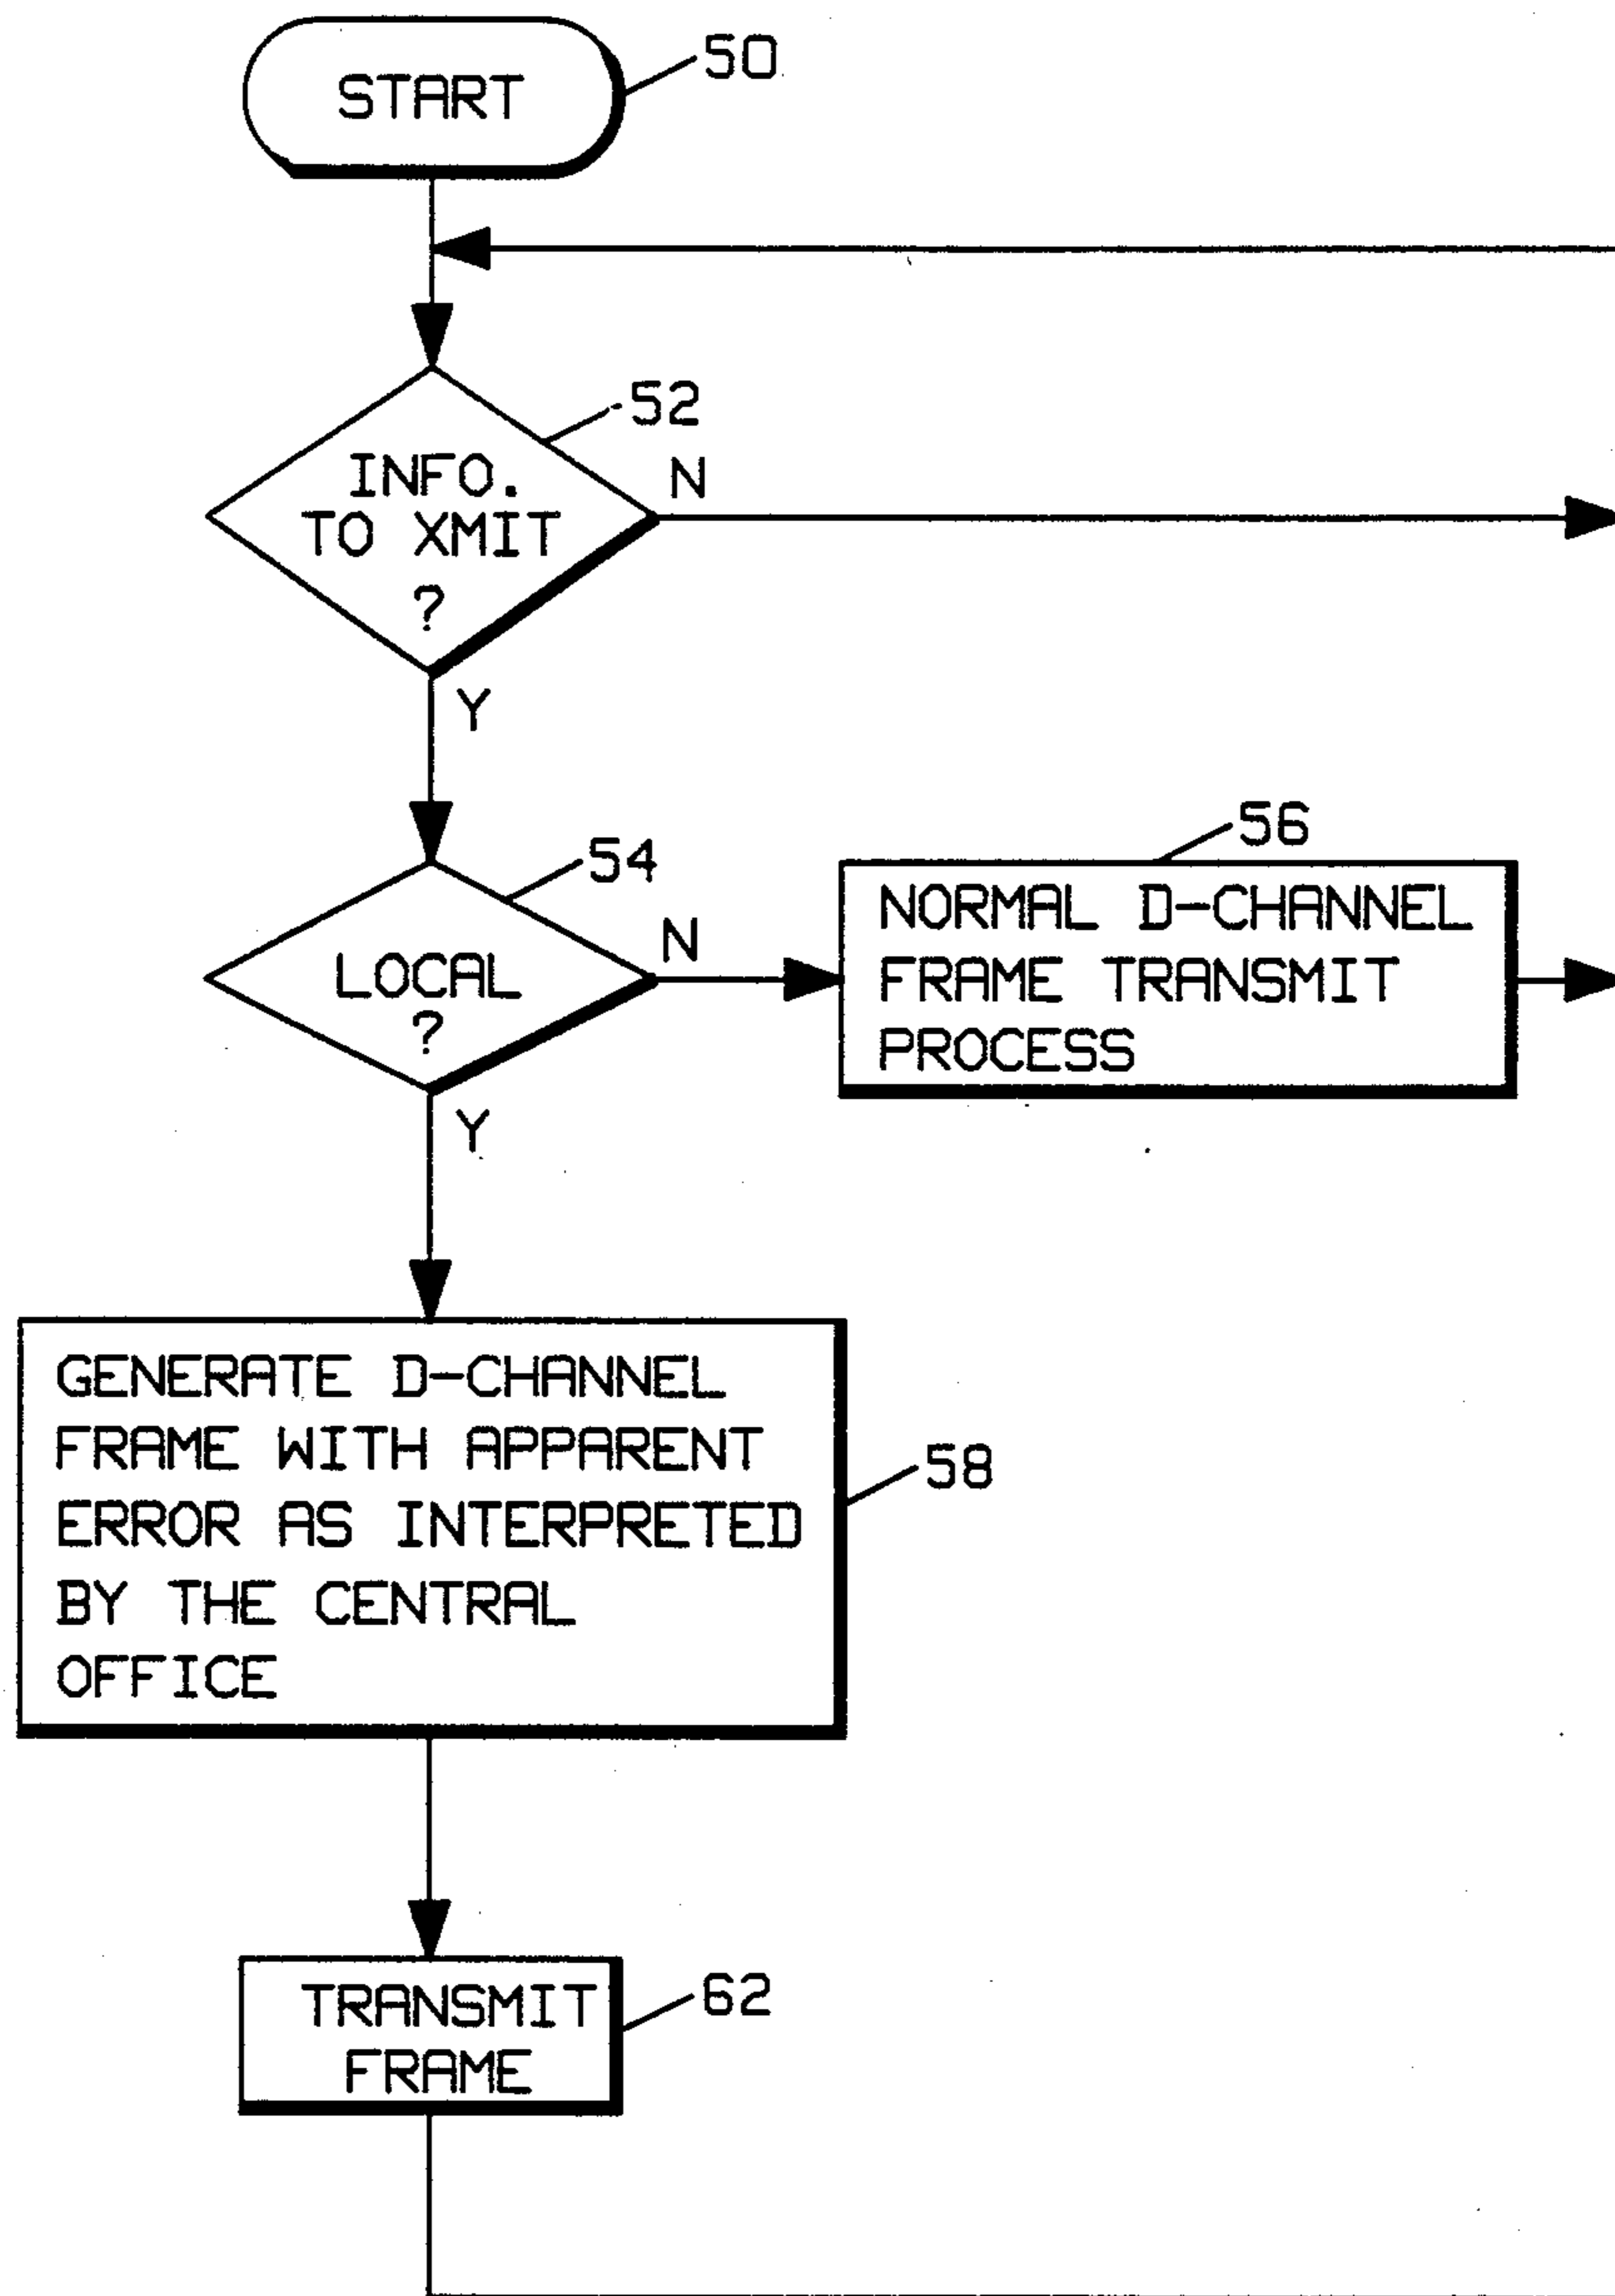 START
50
INFO.
TO XMIT
?
52
N
Y
LOCAL
?
54
N
Y
NORMAL D-CHANNEL
FRAME TRANSMIT
PROCESS
56
GENERATE D-CHANNEL
FRAME WITH APPARENT
ERROR AS INTERPRETED
BY THE CENTRAL
OFFICE
58
TRANSMIT
FRAME
62